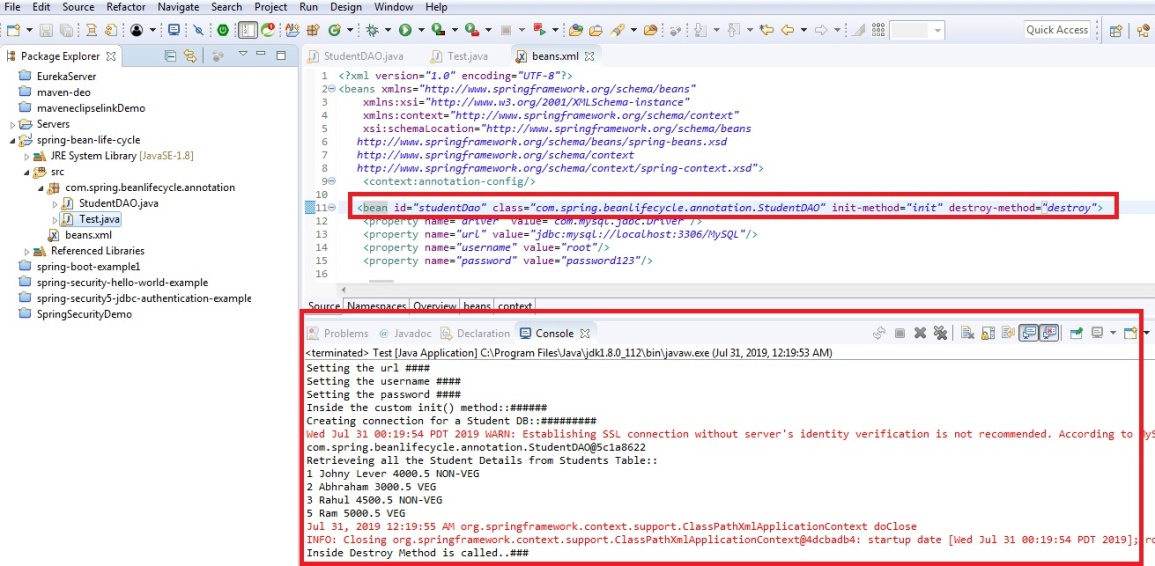 File Edit Source Refactor Navigate Search Project Run Design Window Help
Quick Access
Package Explorer
EurekaServer
maven-deo
maveneclipselinkDemo
Servers
spring-bean-life-cycle
JRE System Library [JavaSE-1.8]
src
com.spring.beanlifecycle.annotation
StudentDAO.java
Test.java
beans.xml
Referenced Libraries
spring-boot-example1
spring-security-hello-world-example
spring-security5-jdbc-authentication-example
SpringSecurityDemo
StudentDAO.java Test.java beans.xml
1 <?xml version="1.0" encoding="UTF-8"?>
2 <beans xmlns="http://www.springframework.org/schema/beans"
3 xmlns:xsi="http://www.w3.org/2001/XMLSchema-instance"
4 xmlns:context="http://www.springframework.org/schema/context"
5 xsi:schemaLocation="http://www.springframework.org/schema/beans
6 http://www.springframework.org/schema/beans/spring-beans.xsd
7 http://www.springframework.org/schema/context
8 http://www.springframework.org/schema/context/spring-context.xsd">
9 <context:annotation-config/>
10
11 <bean id="studentDao" class="com.spring.beanlifecycle.annotation.StudentDAO" init-method="init" destroy-method="destroy">
12 <property name="driver" value="com.mysql.jdbc.Driver"/>
13 <property name="url" value="jdbc:mysql://localhost:3306/MySQL"/>
14 <property name="username" value="root"/>
15 <property name="password" value="password123"/>
16
Source Namespaces Overview beans context
Problems @ Javadoc Declaration Console
<terminated> Test [Java Application] C:\Program Files\Java\jdk1.8.0_112\bin\javaw.exe (Jul 31, 2019, 12:19:53 AM)
Setting the url ####
Setting the username ####
Setting the password ####
Inside the custom init() method::######
Creating connection for a Student DB::#########
Wed Jul 31 00:19:54 PDT 2019 WARN: Establishing SSL connection without server's identity verification is not recommended. According to MyS
com.spring.beanlifecycle.annotation.StudentDAO@5c1a8622
Retrieveing all the Student Details from Students Table::
1 Johny Lever 4000.5 NON-VEG
2 Abhraham 3000.5 VEG
3 Rahul 4500.5 NON-VEG
5 Ram 5000.5 VEG
Jul 31, 2019 12:19:55 AM org.springframework.context.support.ClassPathXmlApplicationContext doClose
INFO: Closing org.springframework.context.support.ClassPathXmlApplicationContext@4dcbadb4: startup date [Wed Jul 31 00:19:54 PDT 2019]; ro
Inside Destroy Method is called..###